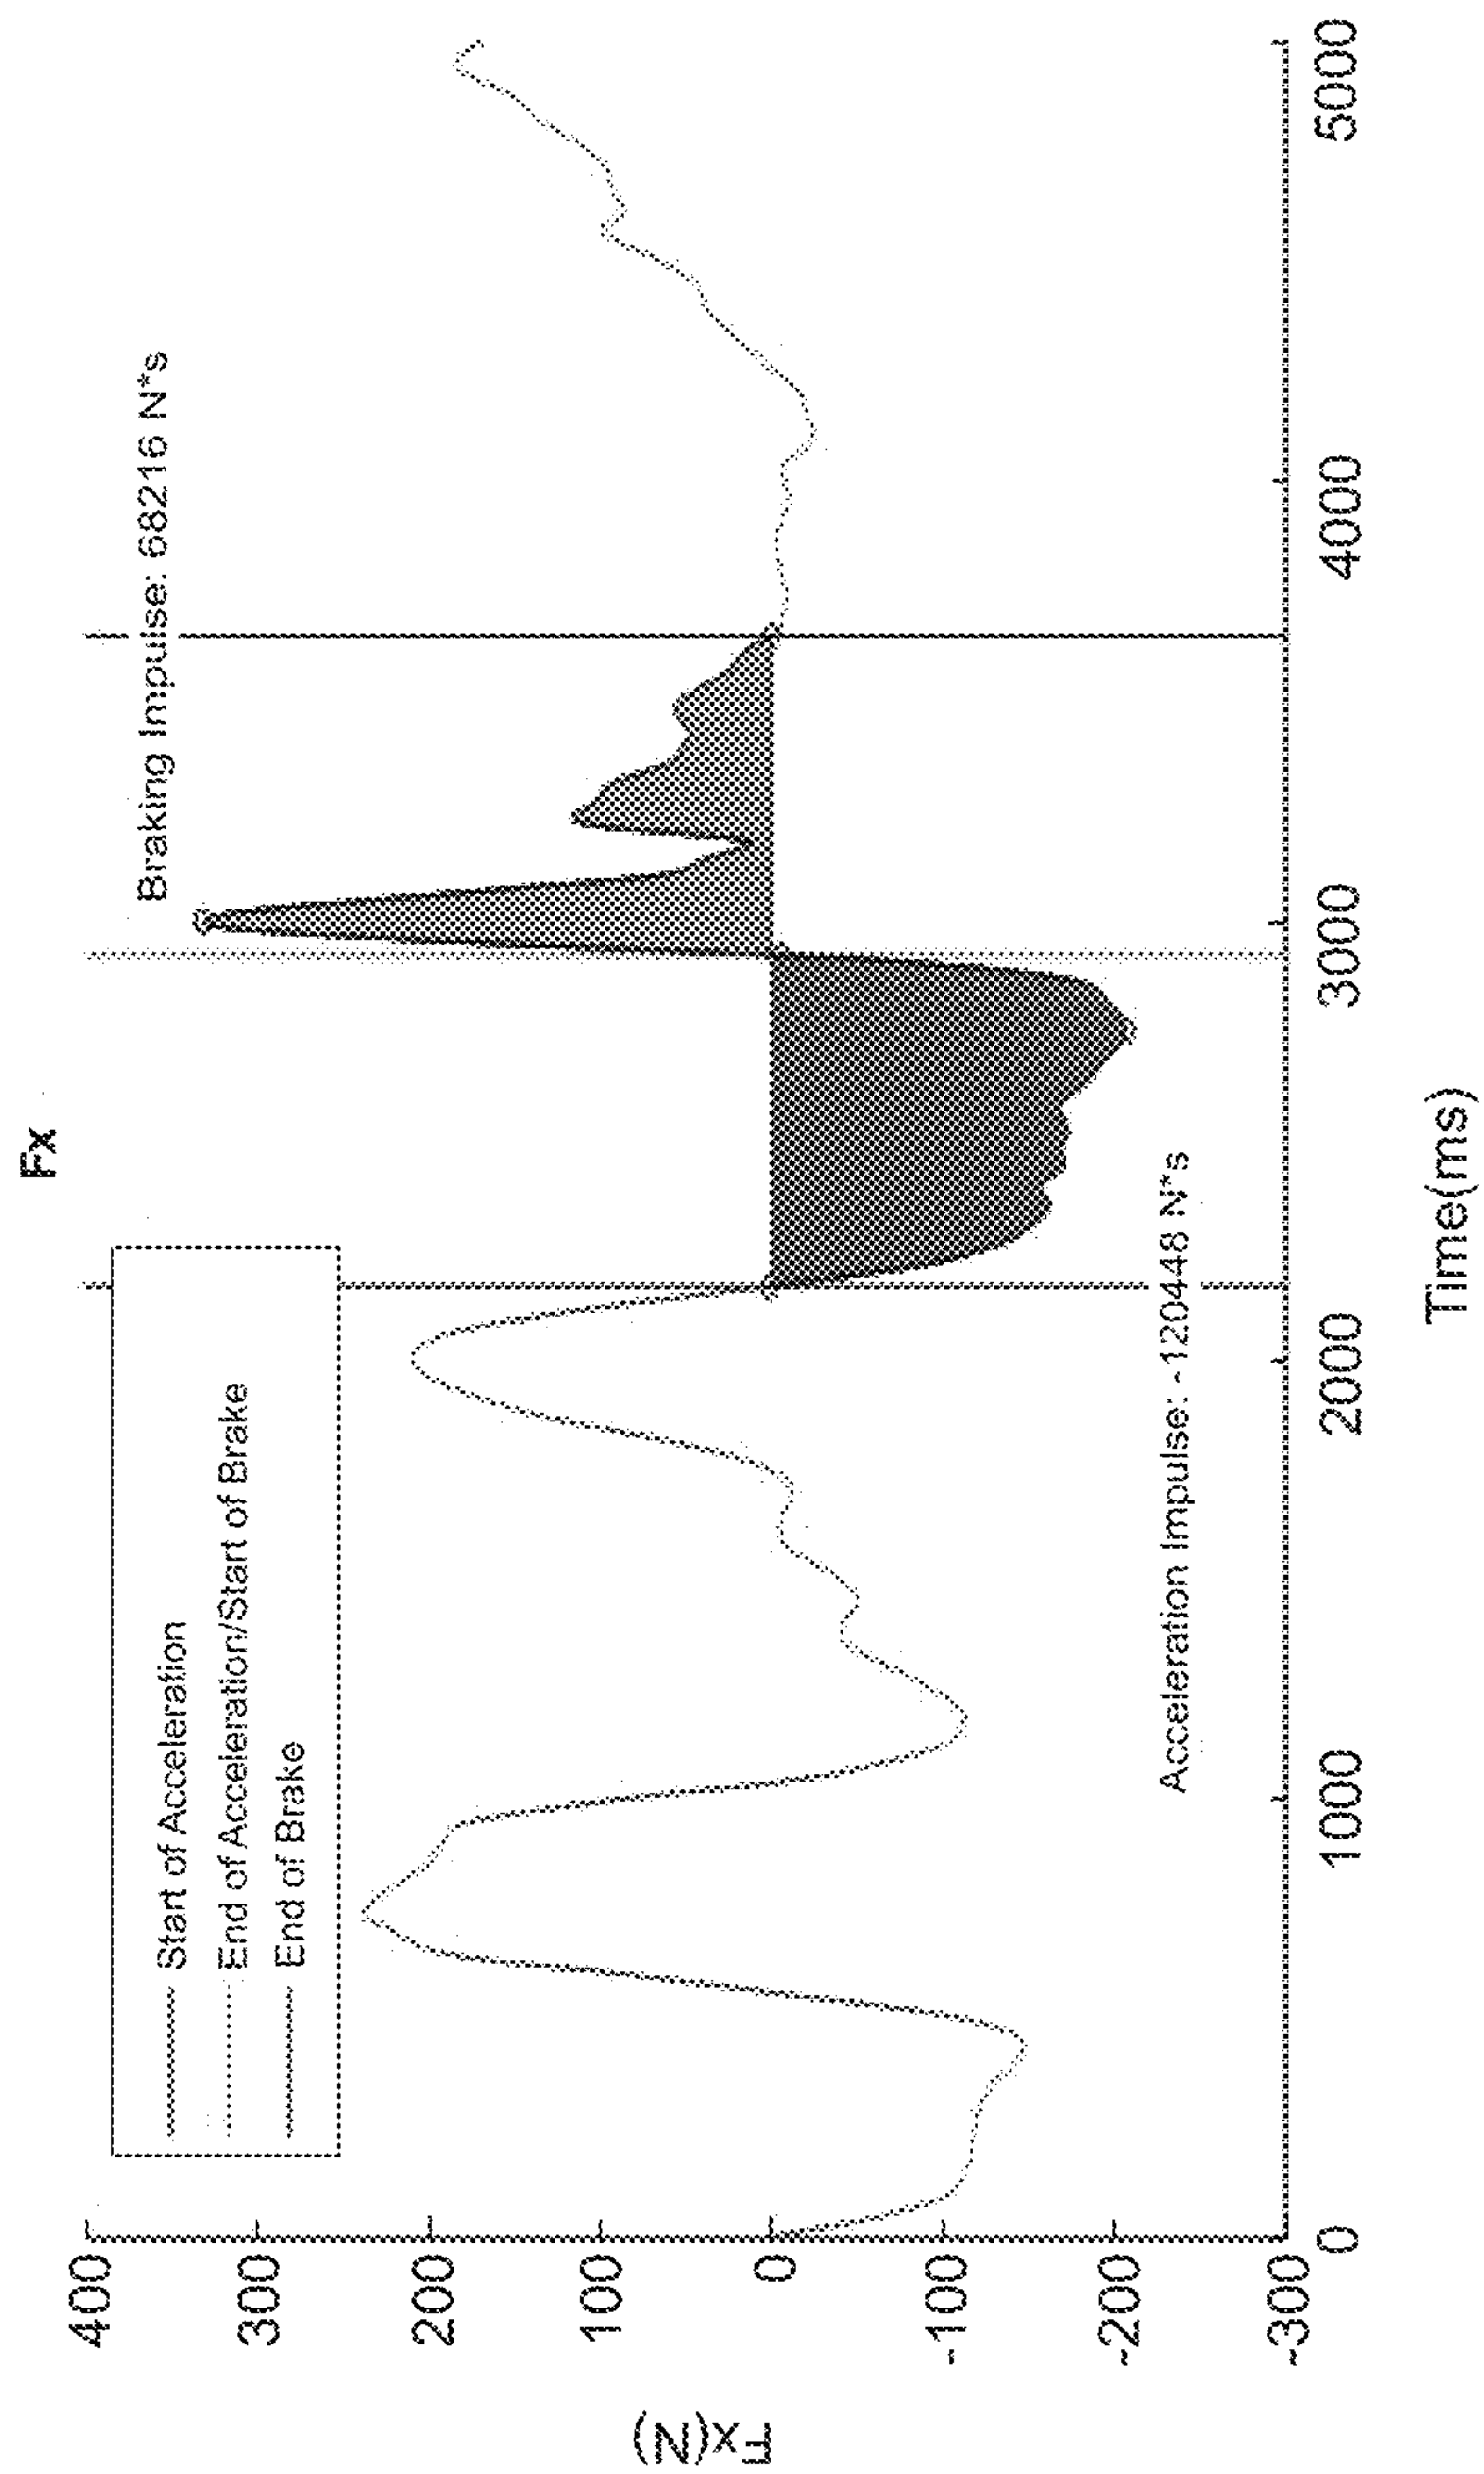 Fx
Start of Acceleration
End of Acceleration/Start of Brake
End of Brake
Braking Impulse: 68216 N*s
Acceleration Impulse: -120448 N*s
Fx(N)
400
300
200
100
0
-100
-200
-300
0
1000
2000
3000
4000
5000
Time(ms)